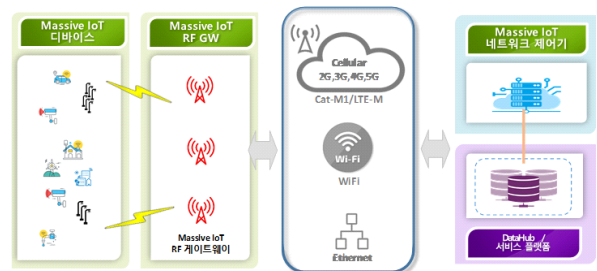 Massive IoT
디바이스
Massive IoT
RF GW
Massive IoT
RF 게이트웨이
Cellular
2G,3G,4G,5G
Cat-M1/LTE-M
Wi-Fi
WiFi
Ethernet
Massive IoT
네트워크 제어기
DataHub /
서비스 플랫폼